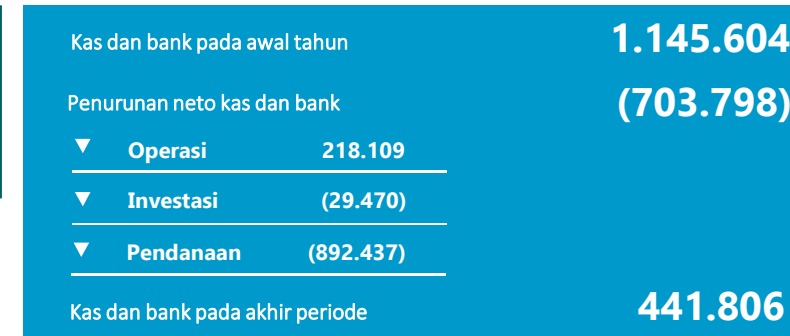 Kas dan bank pada awal tahun 1.145.604
Penurunan neto kas dan bank (703.798)
▼ Operasi 218.109
▼ Investasi (29.470)
▼ Pendanaan (892.437)
Kas dan bank pada akhir periode 441.806